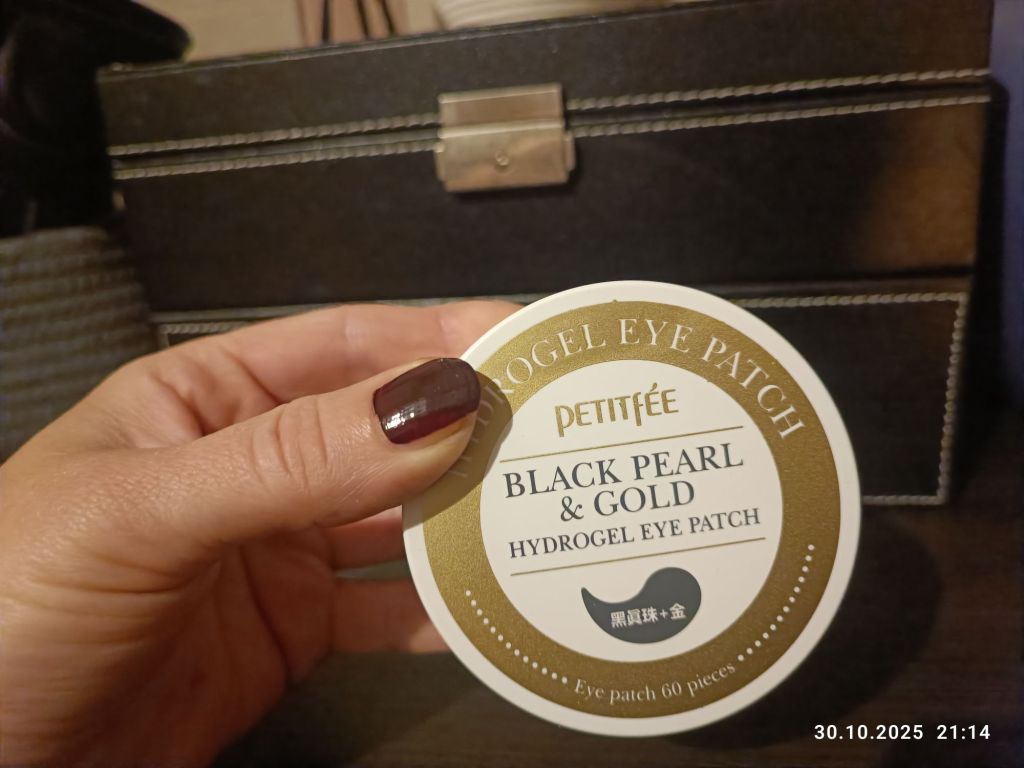 HYDROGEL EYE PATCH
PETITFÉE
BLACK PEARL
& GOLD
HYDROGEL EYE PATCH
黑眞珠+金
Eye patch 60 pieces
30.10.2025 21:14